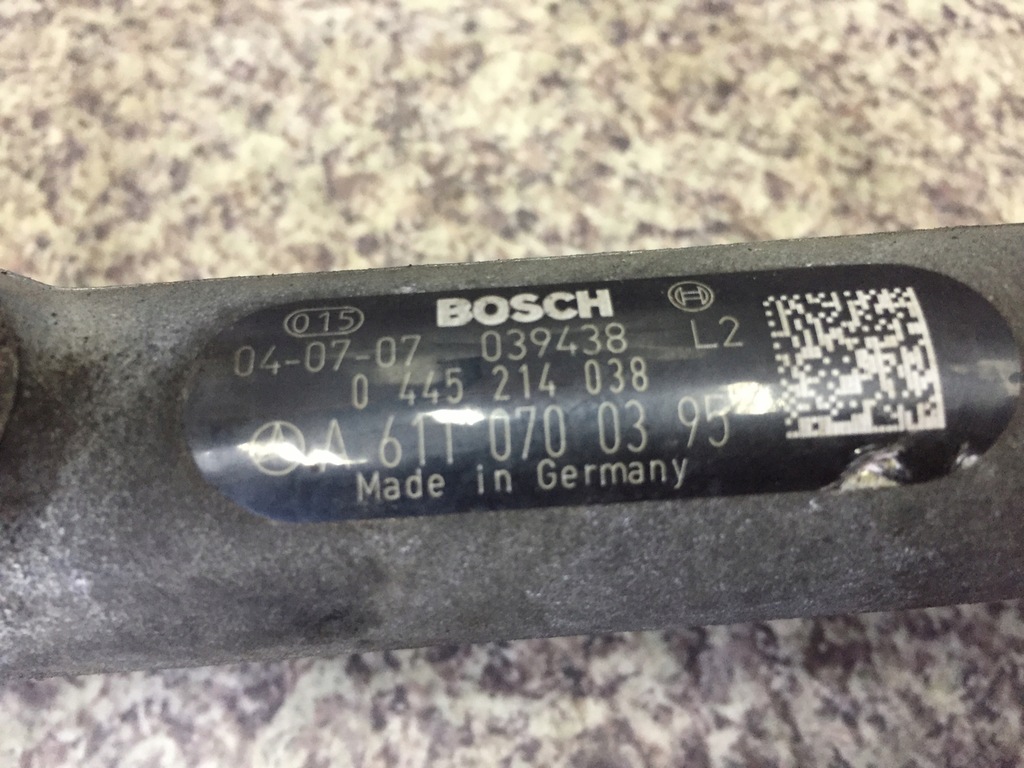 015 BOSCH
04-07-07 039438 L2
0 445 214 038
A 611 070 03 95
Made in Germany